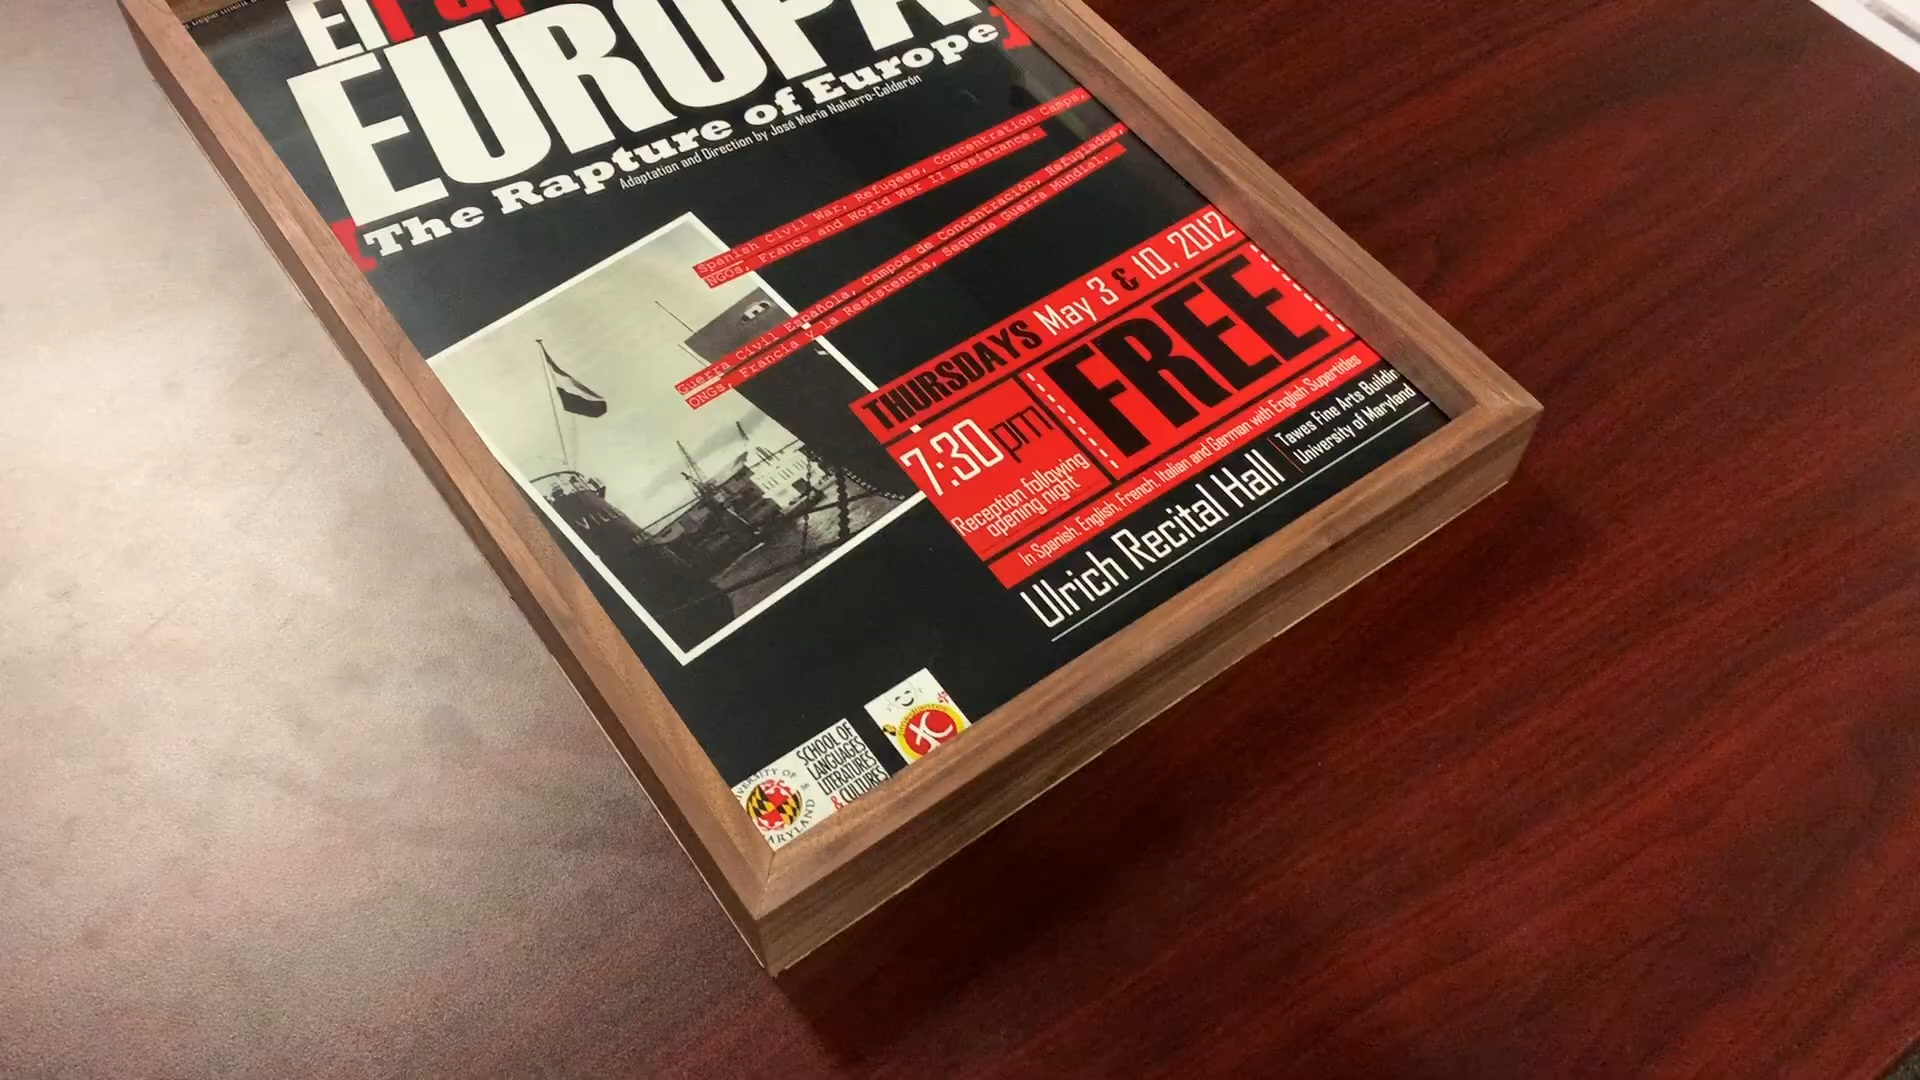 El
EUROPA
{The Rapture of Europe}
Adaptation and Direction by José María Naharro-Calderón
Spanish Civil War, Refugees, Concentration Camps,
NGOs, France and World War II Resistance.
Guerra Civil Española, Campos de Concentración, Refugiados,
ONGs, Francia y la Resistencia, Segunda Guerra Mundial.
THURSDAYS May 3 & 10, 2012
7:30pm
FREE
Reception following
opening night
In Spanish, English, French, Italian and German with English Supertitles
Ulrich Recital Hall
Tawes Fine Arts Buildin
University of Maryland
VILL
SCHOOL OF
LANGUAGES
LITERATURES
& CULTURES